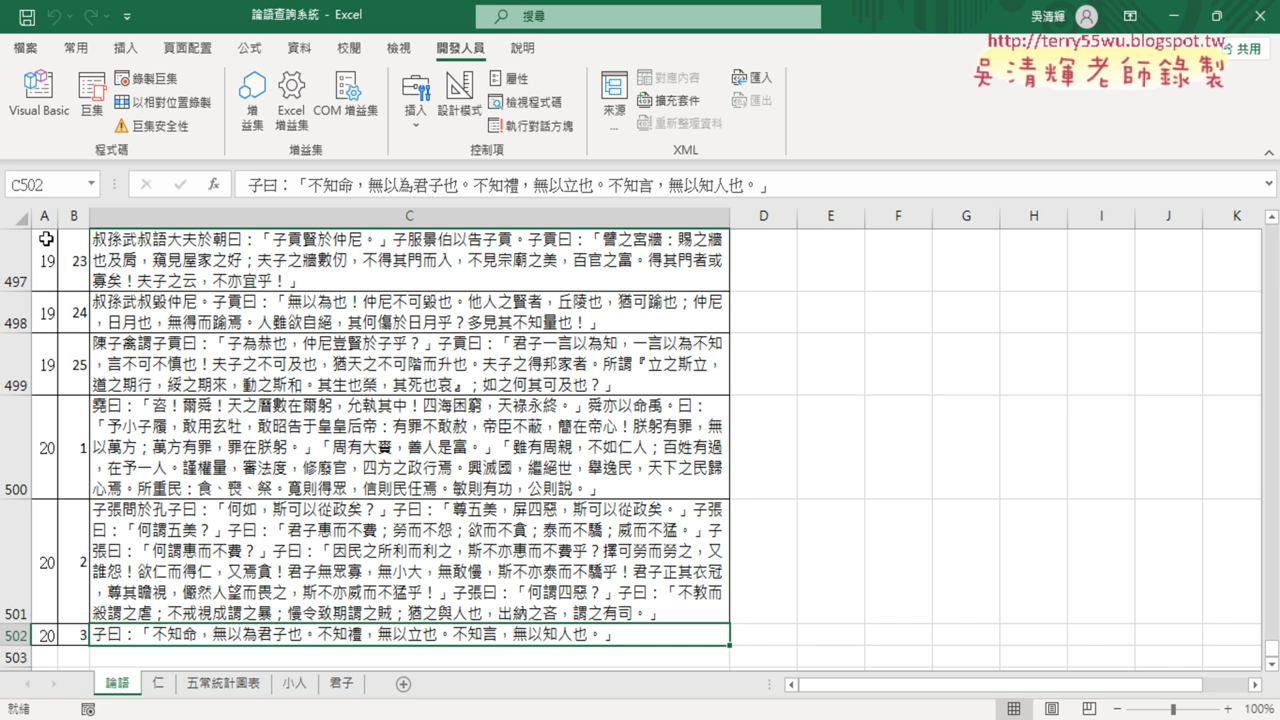 論語查詢系統 - Excel
搜尋
吳清輝
http://terry55wu.blogspot.tw
吳清輝老師錄製
檔案 常用 插入 頁面配置 公式 資料 校閱 檢視 開發人員 說明
共用
Visual Basic
巨集
錄製巨集
以相對位置錄製
巨集安全性
程式碼
增益集
Excel 增益集
COM 增益集
增益集
插入
設計模式
屬性
檢視程式碼
執行對話方塊
控制項
來源...
對應內容
擴充套件
重新整理資料
匯入
匯出
XML
C502
fx
子曰：「不知命，無以為君子也。不知禮，無以立也。不知言，無以知人也。」
A B C D E F G H I J K
497 19 23
叔孫武叔語大夫於朝曰：「子貢賢於仲尼。」子服景伯以告子貢。子貢曰：「譬之宮牆：賜之牆
也及肩，窺見屋家之好；夫子之牆數仞，不得其門而入，不見宗廟之美，百官之富。得其門者或
寡矣！夫子之云，不亦宜乎！」
498 19 24
叔孫武叔毀仲尼。子貢曰：「無以為也！仲尼不可毀也。他人之賢者，丘陵也，猶可踰也；仲尼
，日月也，無得而踰焉。人雖欲自絕，其何傷於日月乎？多見其不知量也！」
499 19 25
陳子禽謂子貢曰：「子為恭也，仲尼豈賢於子乎？」子貢曰：「君子一言以為知，一言以為不知
，言不可不慎也！夫子之不可及也，猶天之不可階而升也。夫子之得邦家者。所謂『立之斯立，
道之期行，綏之期來，動之斯和。其生也榮，其死也哀』；如之何其可及也？」
500 20 1
堯曰：「咨！爾舜！天之曆數在爾躬，允執其中！四海困窮，天祿永終。」舜亦以命禹。曰：
「予小子履，敢用玄牡，敢昭告于皇皇后帝：有罪不敢赦，帝臣不蔽，簡在帝心！朕躬有罪，無
以萬方；萬方有罪，罪在朕躬。」「周有大賚，善人是富。」「雖有周親，不如仁人；百姓有過
，在予一人。謹權量，審法度，修廢官，四方之政行焉。興滅國，繼絕世，舉逸民，天下之民歸
心焉。所重民：食、喪、祭。寬則得眾，信則民任焉。敏則有功，公則說。」
501 20 2
子張問於孔子曰：「何如，斯可以從政矣？」子曰：「尊五美，屏四惡，斯可以從政矣。」子張
曰：「何謂五美？」子曰：「君子惠而不費；勞而不怨；欲而不貪；泰而不驕；威而不猛。」子
張曰：「何謂惠而不費？」子曰：「因民之所利而利之，斯不亦惠而不費乎？擇可勞而勞之，又
誰怨！欲仁而得仁，又焉貪！君子無眾寡，無小大，無敢慢，斯不亦泰而不驕乎！君子正其衣冠
，尊其瞻視，儼然人望而畏之，斯不亦威而不猛乎！」子張曰：「何謂四惡？」子曰：「不教而
殺謂之虐；不戒視成謂之暴；慢令致期謂之賊；猶之與人也，出納之吝，謂之有司。」
502 20 3
子曰：「不知命，無以為君子也。不知禮，無以立也。不知言，無以知人也。」
503
論語 仁 五常統計圖表 小人 君子
就緒
100%